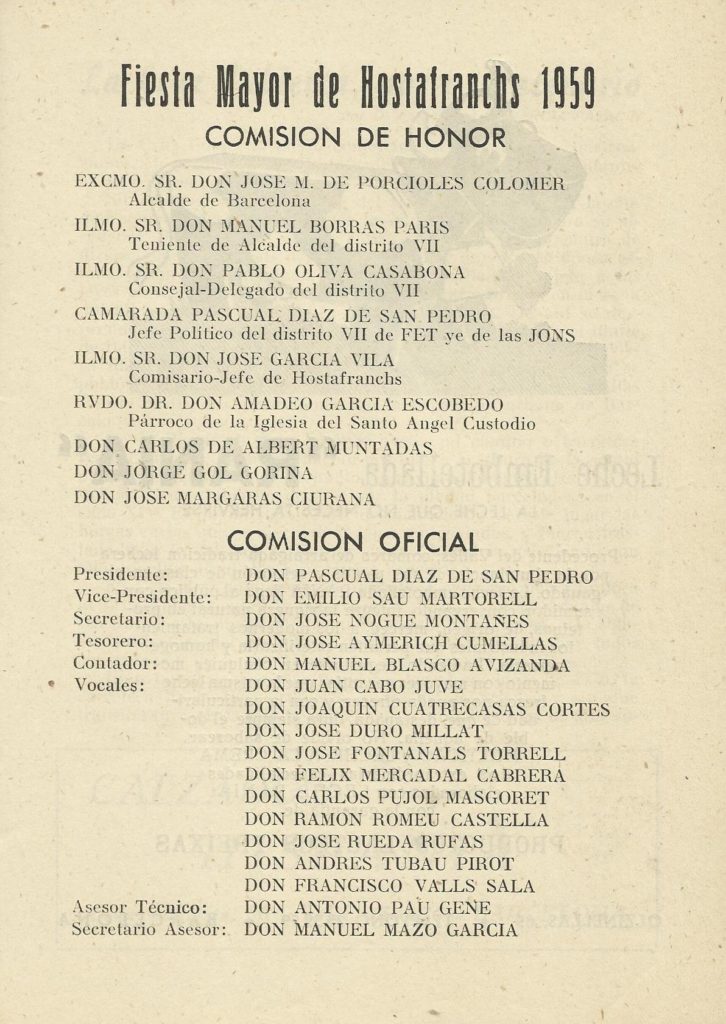 Fiesta Mayor de Hostafranchs 1959
COMISION DE HONOR
EXCMO. SR. DON JOSE M. DE PORCIOLES COLOMER
Alcalde de Barcelona
ILMO. SR. DON MANUEL BORRAS PARIS
Teniente de Alcalde del distrito VII
ILMO. SR. DON PABLO OLIVA CASABONA
Consejal-Delegado del distrito VII
CAMARADA PASCUAL DIAZ DE SAN PEDRO
Jefe Político del distrito VII de FET ye de las JONS
ILMO. SR. DON JOSE GARCIA VILA
Comisario-Jefe de Hostafranchs
RVDO. DR. DON AMADEO GARCIA ESCOBEDO
Párroco de la Iglesia del Santo Angel Custodio
DON CARLOS DE ALBERT MUNTADAS
DON JORGE GOL GORINA
DON JOSE MARGARAS CIURANA
COMISION OFICIAL
Presidente: DON PASCUAL DIAZ DE SAN PEDRO
Vice-Presidente: DON EMILIO SAU MARTORELL
Secretario: DON JOSE NOGUE MONTAÑES
Tesorero: DON JOSE AYMERICH CUMELLAS
Contador: DON MANUEL BLASCO AVIZANDA
Vocales: DON JUAN CABO JUVE
DON JOAQUIN CUATRECASAS CORTES
DON JOSE DURO MILLAT
DON JOSE FONTANALS TORRELL
DON FELIX MERCADAL CABRERA
DON CARLOS PUJOL MASGORET
DON RAMON ROMEU CASTELLA
DON JOSE RUEDA RUFAS
DON ANDRES TUBAU PIROT
DON FRANCISCO VALLS SALA
Asesor Técnico: DON ANTONIO PAU GENE
Secretario Asesor: DON MANUEL MAZO GARCIA